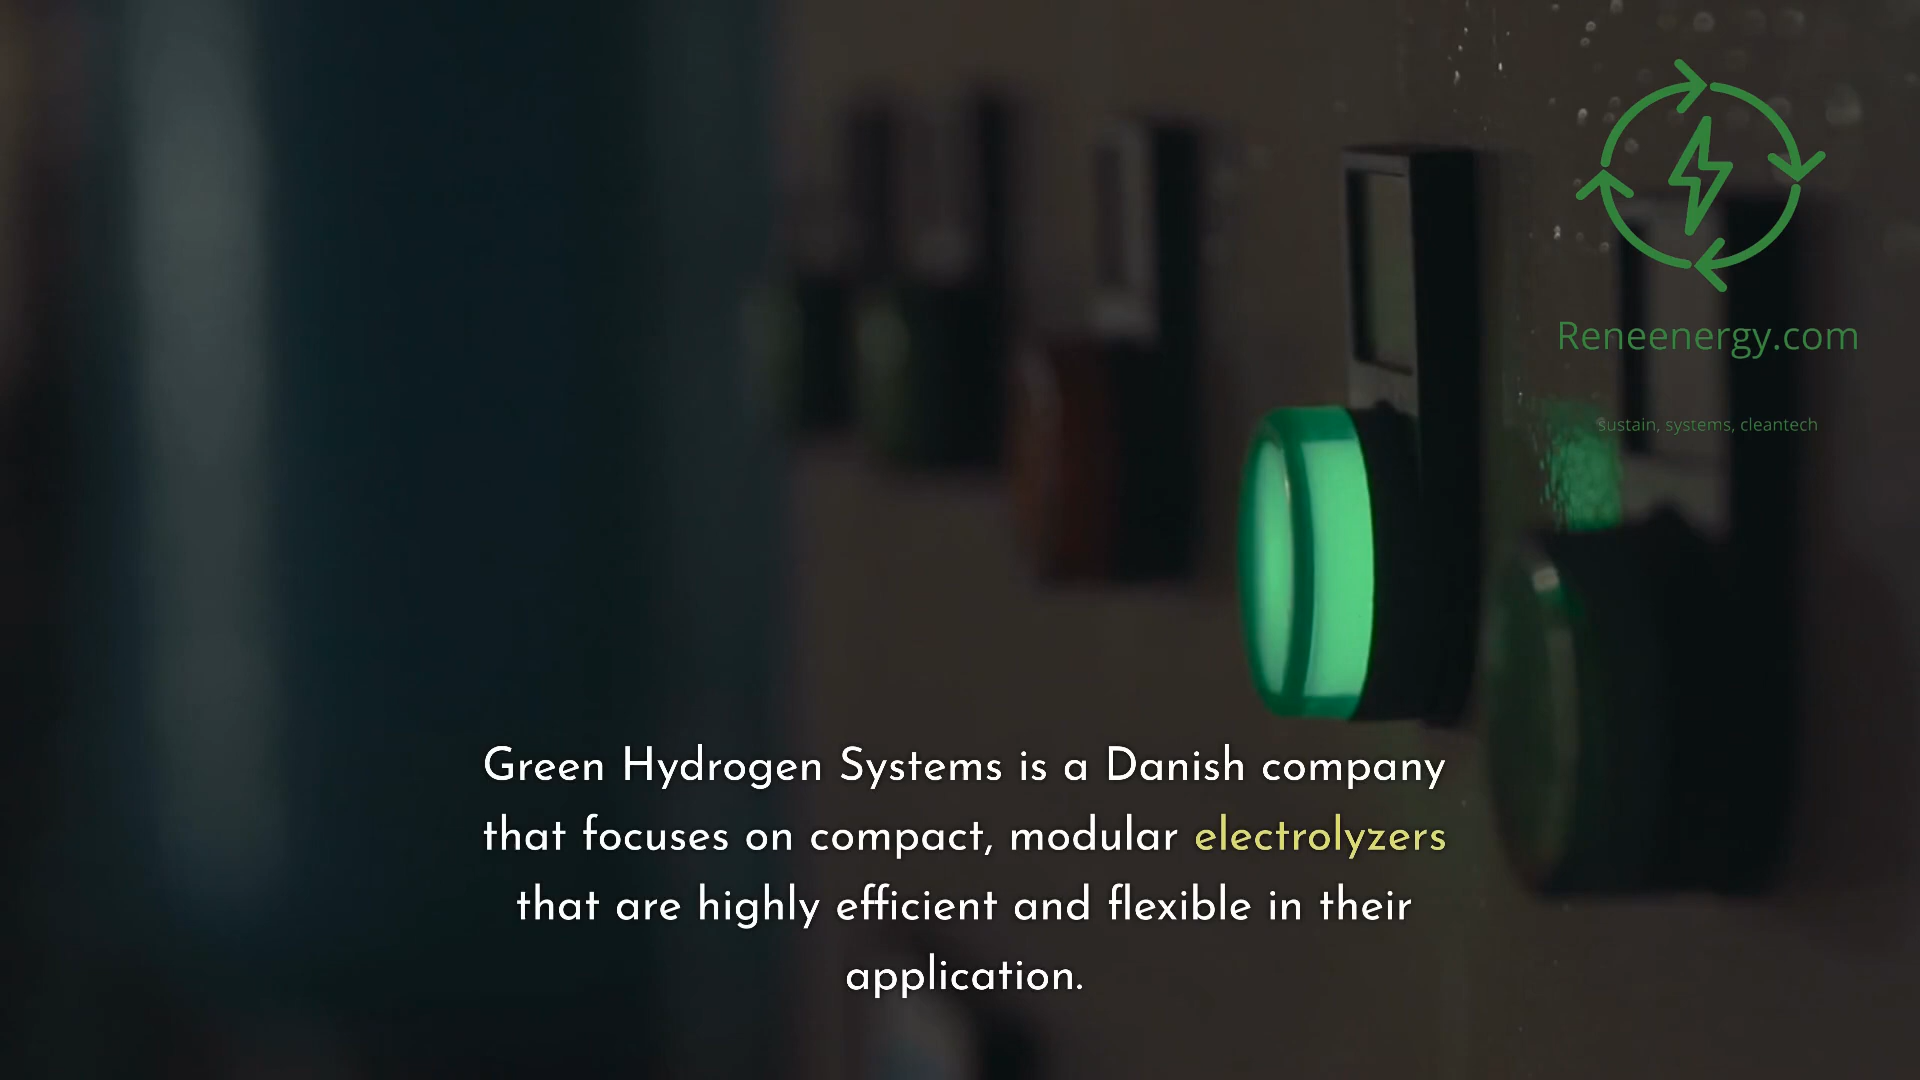 Reneenergy.com
Sustain, systems, cleantech
Green Hydrogen Systems is a Danish company
that focuses on compact, modular electrolyzers
that are highly efficient and flexible in their
application.